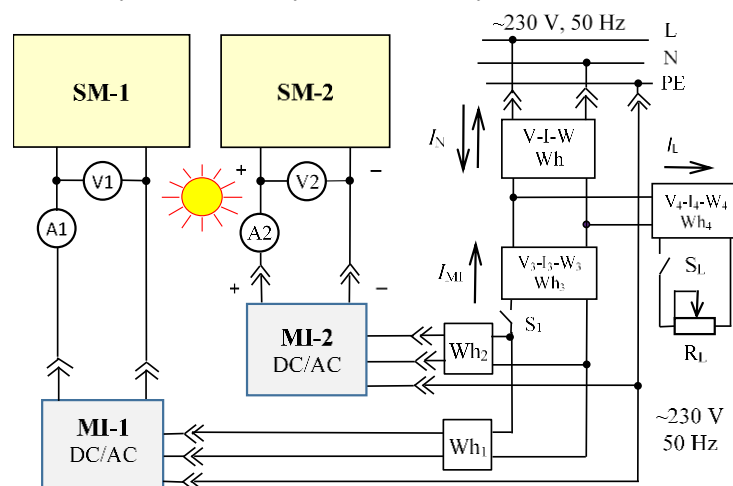 ~230 V, 50 Hz
L
N
PE
SM-1
SM-2
I_N
V-I-W
Wh
I_L
V1
+
V2
−
V₄-I₄-W₄
Wh₄
A1
A2
I_MI
V₃-I₃-W₃
Wh₃
S_L
+
−
S₁
R_L
MI-2
DC/AC
Wh₂
MI-1
DC/AC
Wh₁
~230 V
50 Hz